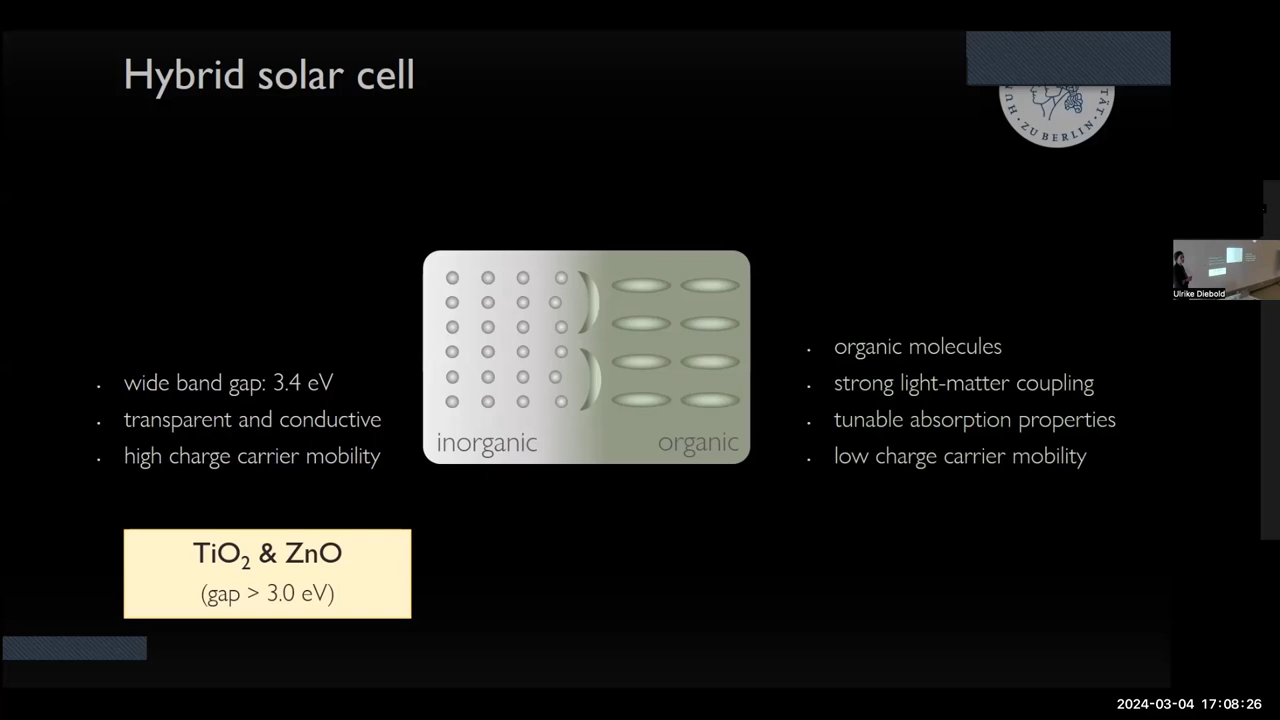 Hybrid solar cell
ZU BERLIN
Ulrike Diebold
wide band gap: 3.4 eV
transparent and conductive
high charge carrier mobility
inorganic
organic
organic molecules
strong light-matter coupling
tunable absorption properties
low charge carrier mobility
TiO₂ & ZnO
(gap > 3.0 eV)
2024-03-04 17:08:26